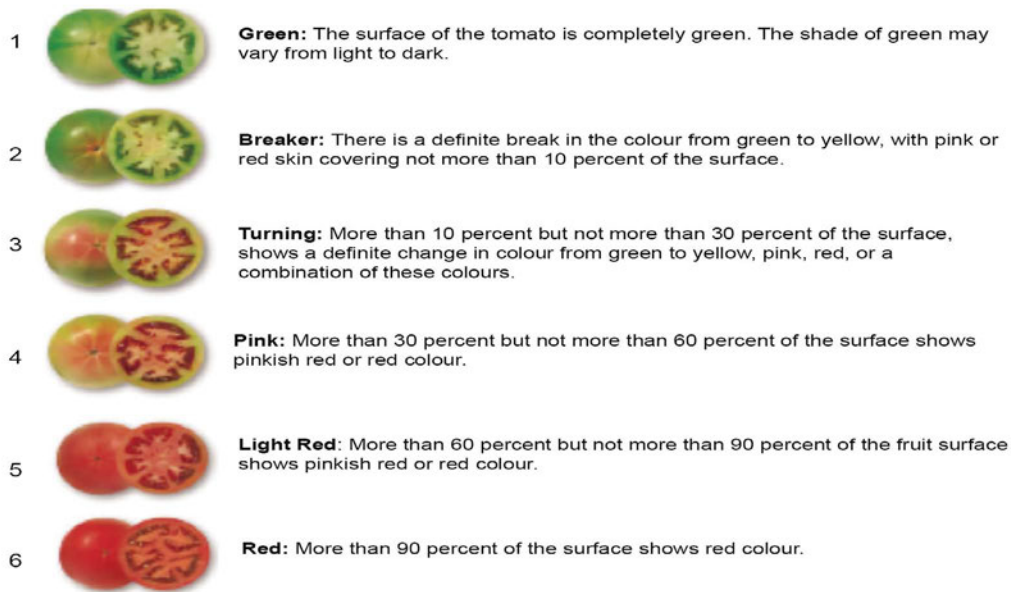 1
Green: The surface of the tomato is completely green. The shade of green may
vary from light to dark.
2
Breaker: There is a definite break in the colour from green to yellow, with pink or
red skin covering not more than 10 percent of the surface.
3
Turning: More than 10 percent but not more than 30 percent of the surface,
shows a definite change in colour from green to yellow, pink, red, or a
combination of these colours.
4
Pink: More than 30 percent but not more than 60 percent of the surface shows
pinkish red or red colour.
5
Light Red: More than 60 percent but not more than 90 percent of the fruit surface
shows pinkish red or red colour.
6
Red: More than 90 percent of the surface shows red colour.